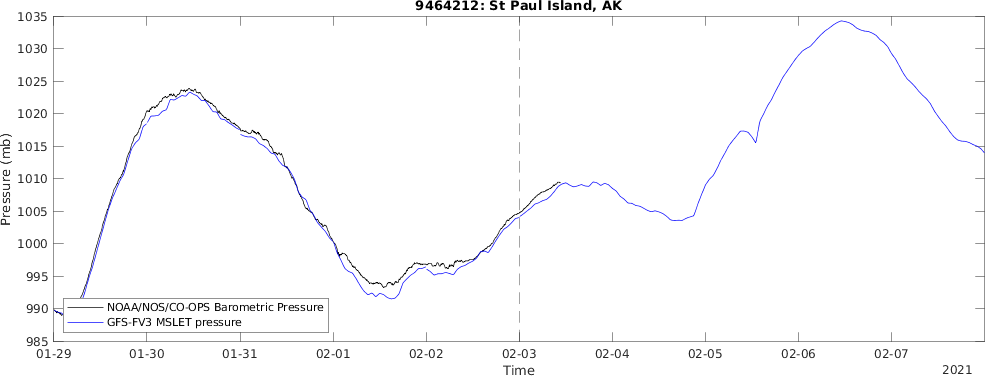 9464212: St Paul Island, AK
1035
1030
1025
1020
1015
1010
1005
1000
995
990
985
Pressure (mb)
NOAA/NOS/CO-OPS Barometric Pressure
GFS-FV3 MSLET pressure
01-29 01-30 01-31 02-01 02-02 02-03 02-04 02-05 02-06 02-07
Time
2021